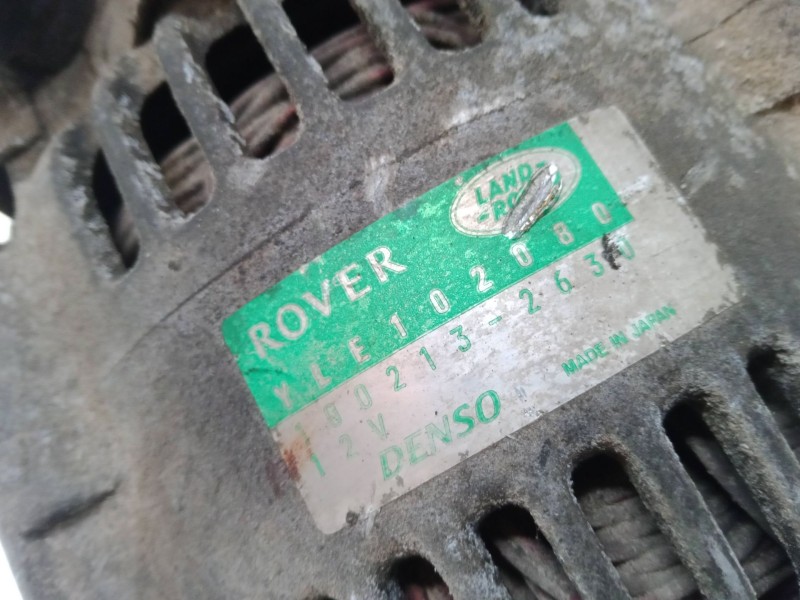 LAND-
-ROVER
ROVER
YLE102080
100213-2630
12V
DENSO
MADE IN JAPAN